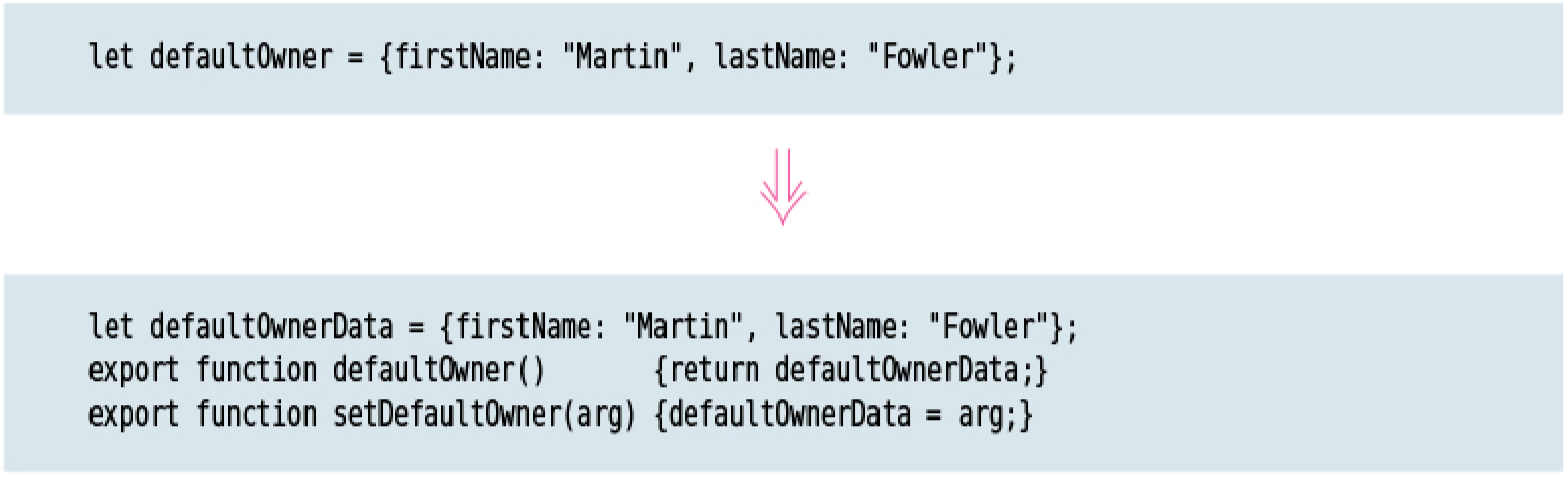 let defaultOwner = {firstName: "Martin", lastName: "Fowler"};
let defaultOwnerData = {firstName: "Martin", lastName: "Fowler"};
export function defaultOwner()       {return defaultOwnerData;}
export function setDefaultOwner(arg) {defaultOwnerData = arg;}